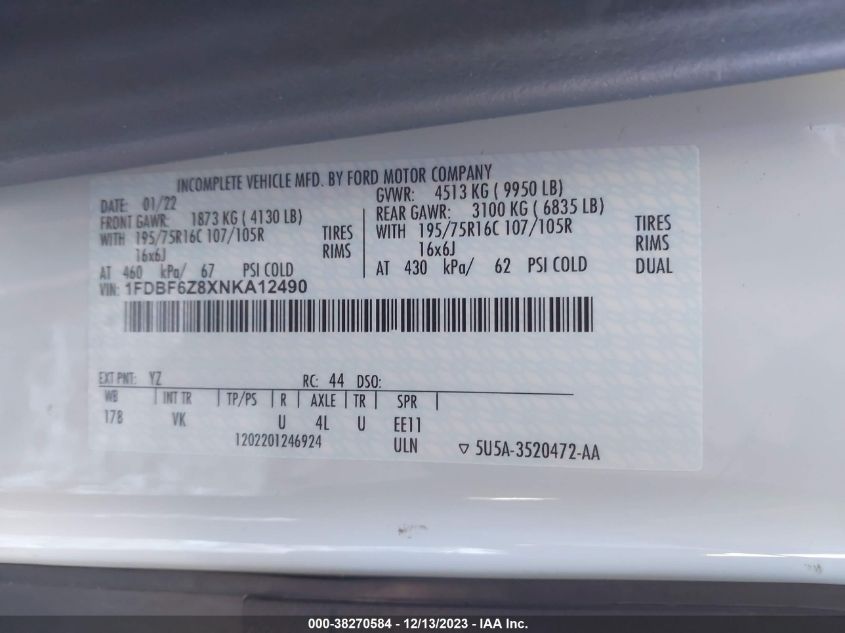 INCOMPLETE VEHICLE MFD. BY FORD MOTOR COMPANY
DATE: 01/22 GVWR: 4513 KG ( 9950 LB)
FRONT GAWR: 1873 KG ( 4130 LB) REAR GAWR: 3100 KG ( 6835 LB)
WITH 195/75R16C 107/105R TIRES WITH 195/75R16C 107/105R TIRES
16x6J RIMS 16x6J RIMS
AT 460 kPa/ 67 PSI COLD AT 430 kPa/ 62 PSI COLD DUAL
VIN: 1FDBF6Z8XNKA12490
EXT PNT: YZ RC: 44 DSO:
WB | INT TR | TP/PS | R | AXLE | TR | SPR |
178 VK U 4L U EE11
1202201246924 ULN ▽ 5U5A-3520472-AA
000-38270584 - 12/13/2023 - IAA Inc.